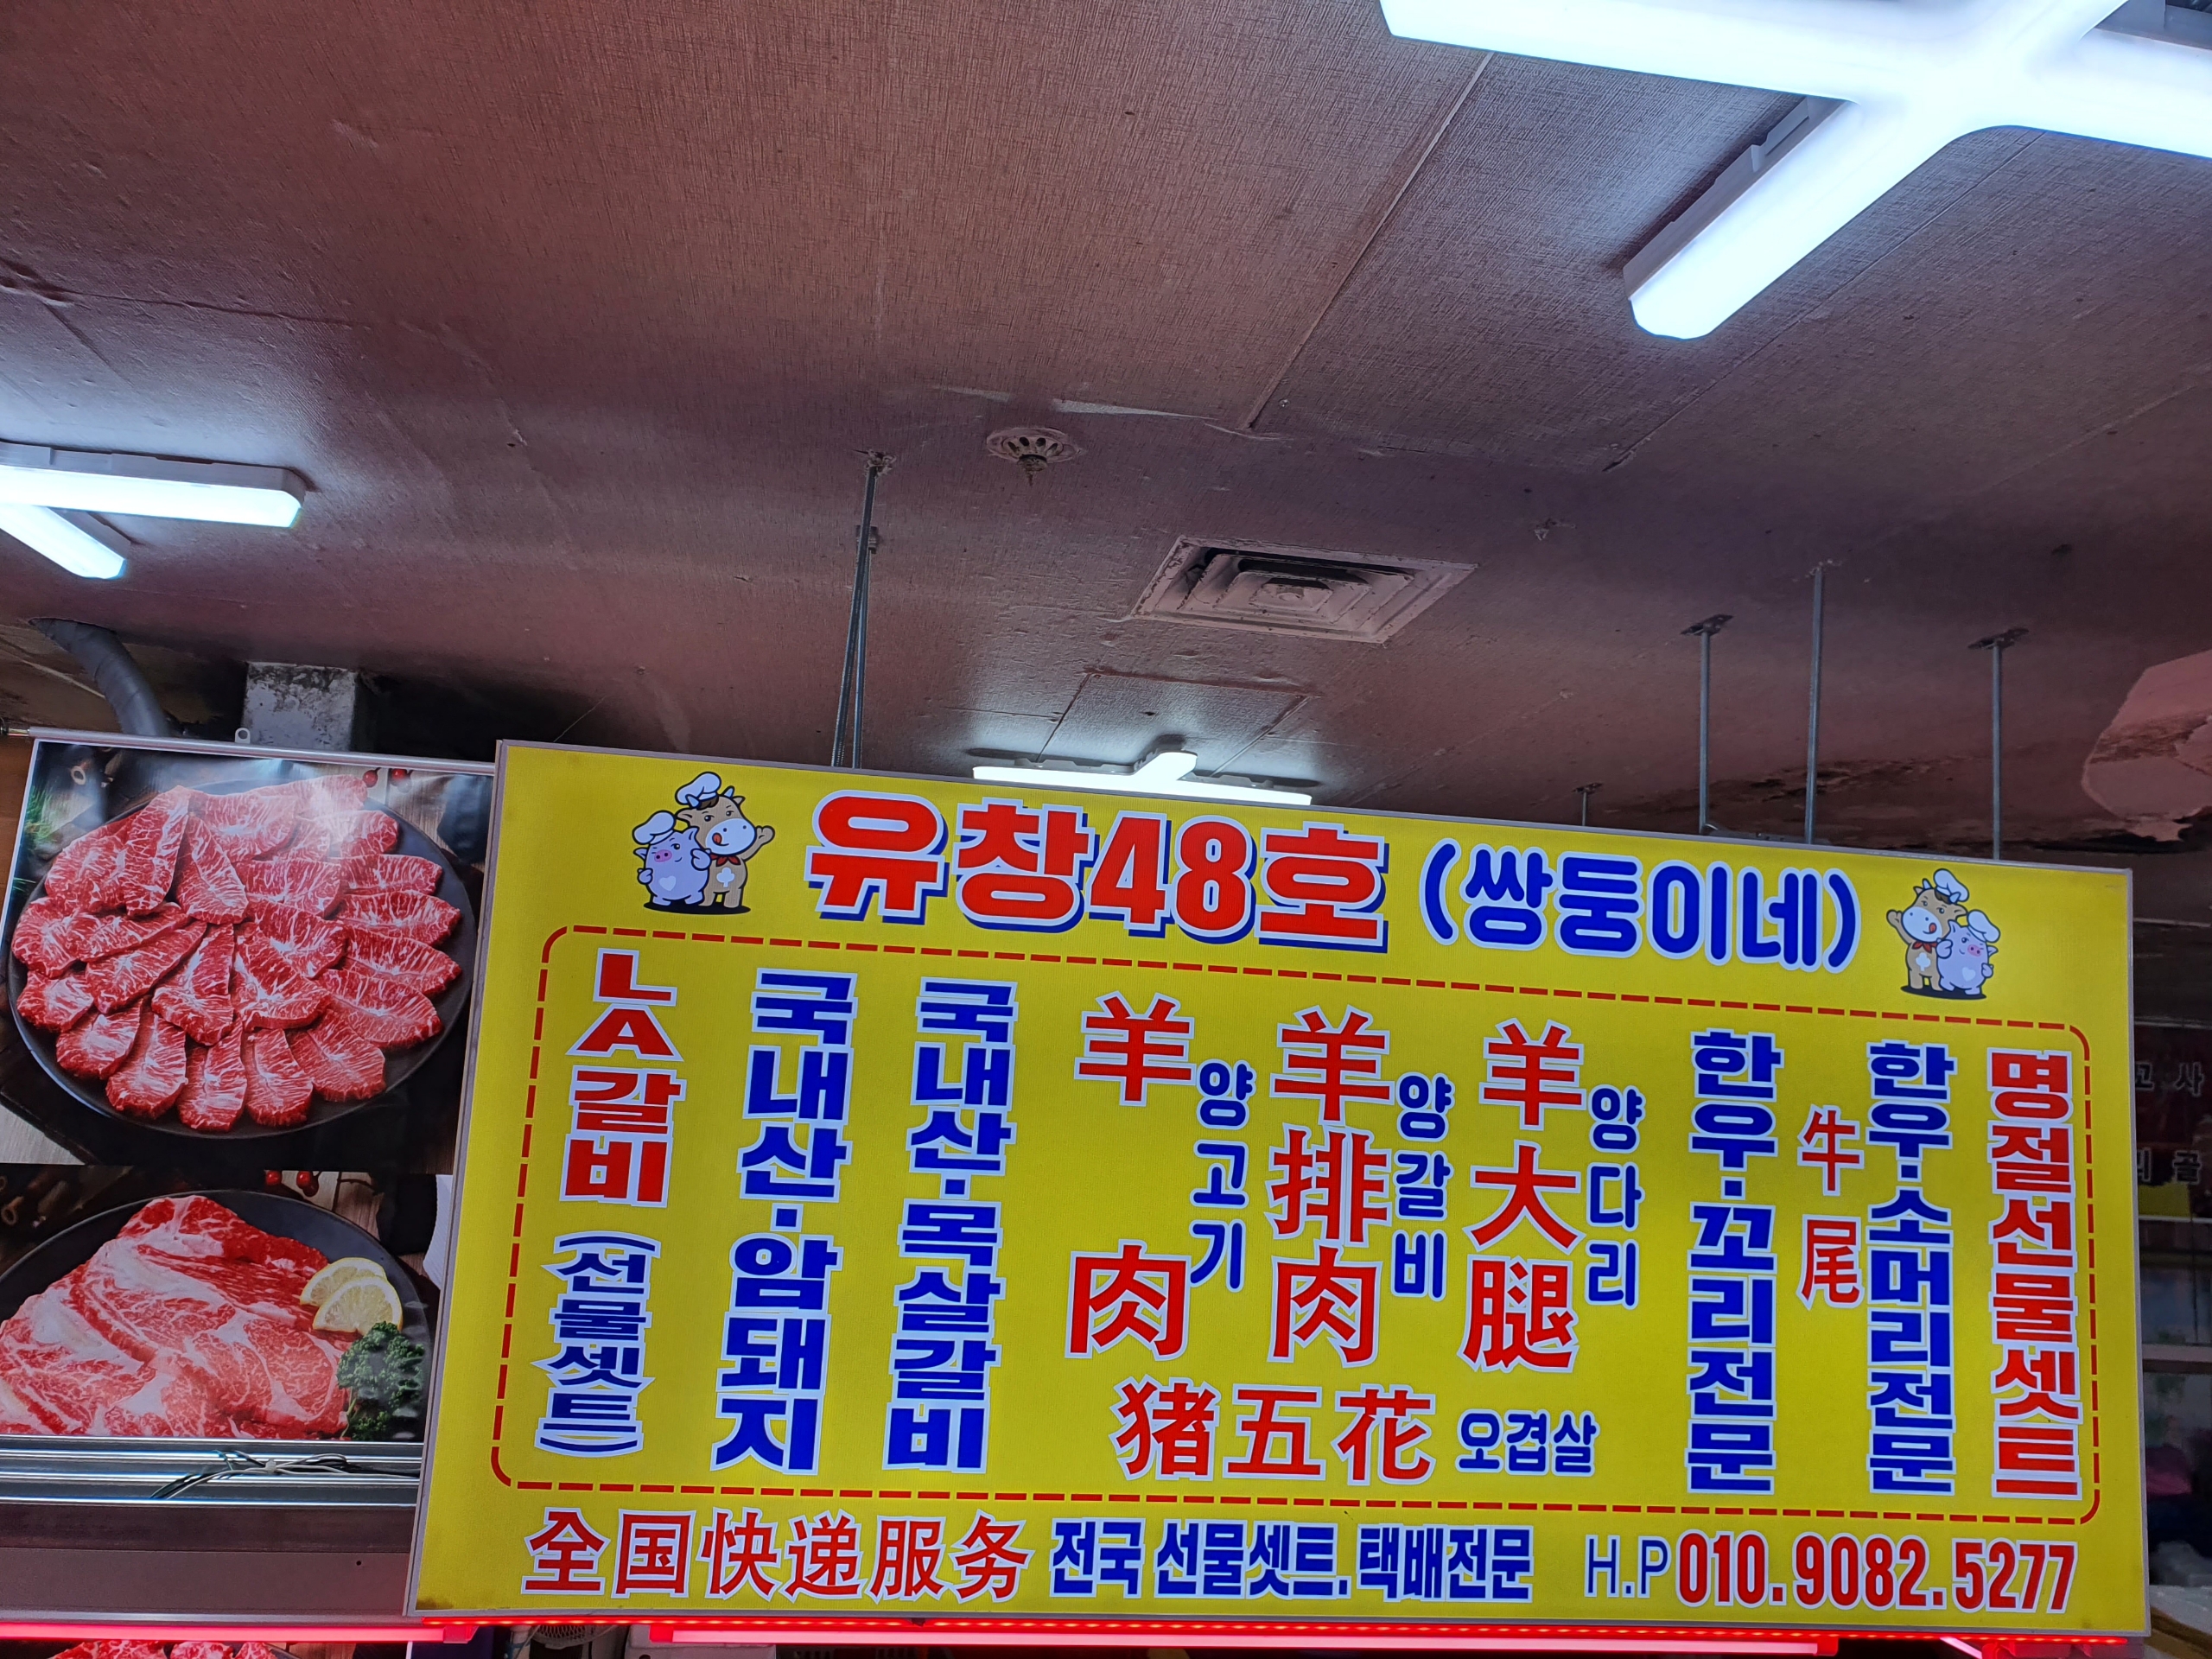 유창48호 (쌍둥이네)
LA갈비 (선물셋트)
국내산·암돼지
국내산·목살갈비
羊肉
양고기
羊排肉
양갈비
羊大腿
양다리
猪五花 오겹살
한우·꼬리전문
牛尾
한우·소머리전문
명절선물셋트
全国快递服务 전국 선물셋트.택배전문 H.P 010.9082.5277